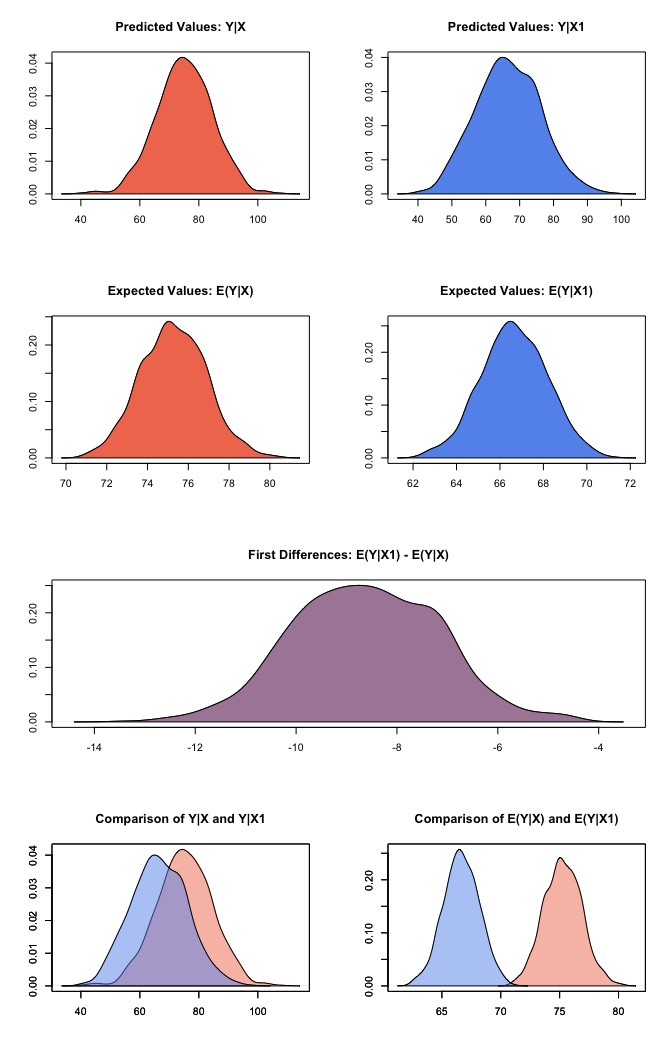 Predicted Values: Y|X
0.00 0.01 0.02 0.03 0.04
40 60 80 100
Predicted Values: Y|X1
0.00 0.01 0.02 0.03 0.04
40 50 60 70 80 90 100
Expected Values: E(Y|X)
0.00 0.10 0.20
70 72 74 76 78 80
Expected Values: E(Y|X1)
0.00 0.10 0.20
62 64 66 68 70 72
First Differences: E(Y|X1) - E(Y|X)
0.00 0.10 0.20
-14 -12 -10 -8 -6 -4
Comparison of Y|X and Y|X1
0.00 0.01 0.02 0.03 0.04
40 60 80 100
Comparison of E(Y|X) and E(Y|X1)
0.00 0.10 0.20
65 70 75 80